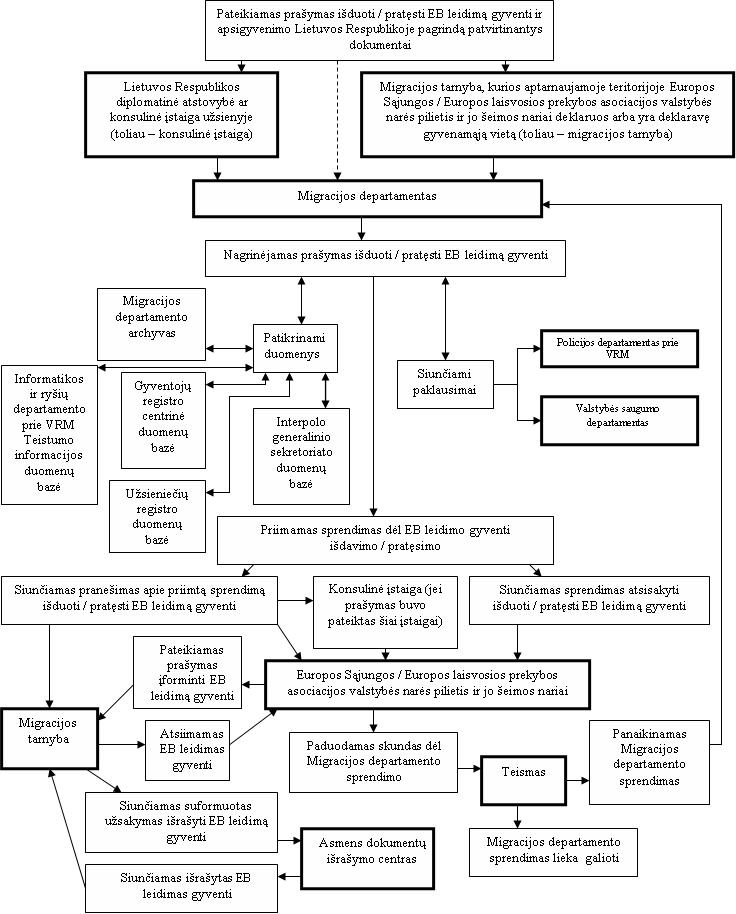 Pateikiamas prašymas išduoti / pratęsti EB leidimą gyventi ir
apsigyvenimo Lietuvos Respublikoje pagrindą patvirtinantys
dokumentai
Lietuvos Respublikos
diplomatinė atstovybė ar
konsulinė įstaiga užsienyje
(toliau – konsulinė įstaiga)
Migracijos tarnyba, kurios aptarnaujamoje teritorijoje Europos
Sąjungos / Europos laisvosios prekybos asociacijos valstybės
narės pilietis ir jo šeimos nariai deklaruos arba yra deklaravę
gyvenamąją vietą (toliau – migracijos tarnyba)
Migracijos departamentas
Nagrinėjamas prašymas išduoti / pratęsti EB leidimą gyventi
Migracijos
departamento
archyvas
Patikrinami
duomenys
Siunčiami
paklausimai
Policijos departamentas prie
VRM
Valstybės saugumo
departamentas
Informatikos
ir ryšių
departamento
prie VRM
Teistumo
informacijos
duomenų
bazė
Gyventojų
registro
centrinė
duomenų
bazė
Interpolo
generalinio
sekretoriato
duomenų
bazė
Užsieniečių
registro
duomenų
bazė
Priimamas sprendimas dėl EB leidimo gyventi
išdavimo / pratęsimo
Siunčiamas pranešimas apie priimtą sprendimą
išduoti / pratęsti EB leidimą gyventi
Konsulinė įstaiga (jei
prašymas buvo
pateiktas šiai įstaigai)
Siunčiamas sprendimas atsisakyti
išduoti / pratęsti EB leidimą gyventi
Pateikiamas
prašymas
įforminti EB
leidimą gyventi
Europos Sąjungos / Europos laisvosios prekybos
asociacijos valstybės narės pilietis ir jo šeimos nariai
Migracijos
tarnyba
Atsiimamas
EB leidimas
gyventi
Paduodamas skundas dėl
Migracijos departamento
sprendimo
Teismas
Panaikinamas
Migracijos
departamento
sprendimas
Siunčiamas suformuotas
užsakymas išrašyti EB leidimą
gyventi
Asmens dokumentų
išrašymo centras
Migracijos departamento
sprendimas lieka galioti
Siunčiamas išrašytas EB
leidimas gyventi